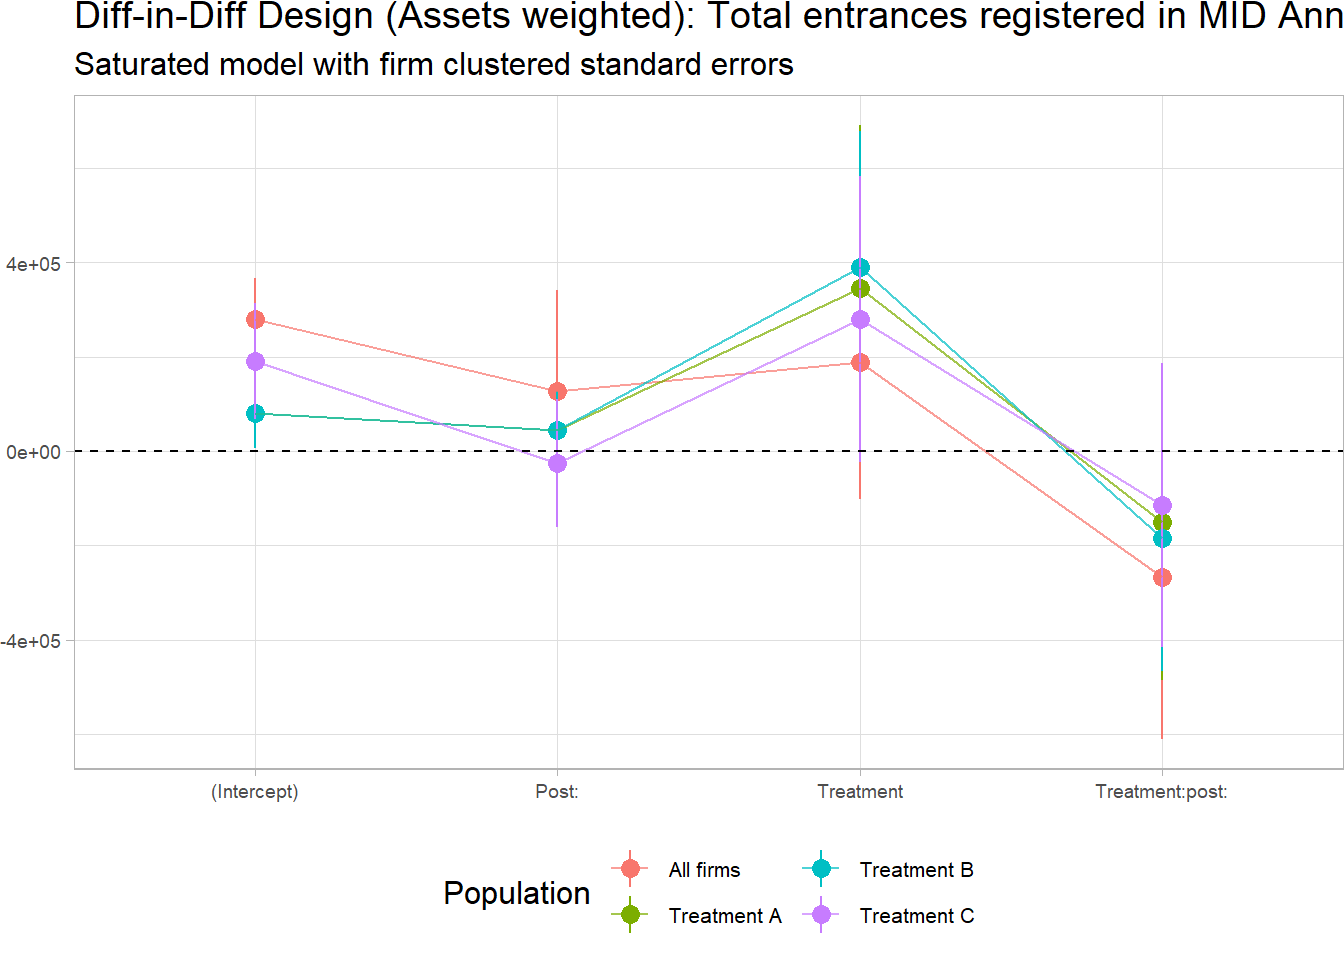 Diff-in-Diff Design (Assets weighted): Total entrances registered in MID Ann
Saturated model with firm clustered standard errors
4e+05
0e+00
-4e+05
(Intercept) Post: Treatment Treatment:post:
Population
All firms Treatment B
Treatment A Treatment C